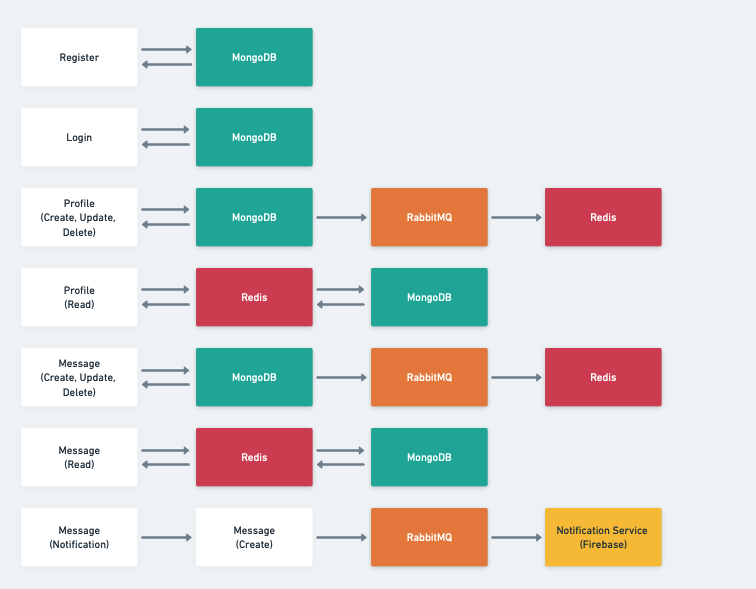 Register
MongoDB
Login
MongoDB
Profile
(Create, Update,
Delete)
MongoDB
RabbitMQ
Redis
Profile
(Read)
Redis
MongoDB
Message
(Create, Update,
Delete)
MongoDB
RabbitMQ
Redis
Message
(Read)
Redis
MongoDB
Message
(Notification)
Message
(Create)
RabbitMQ
Notification Service
(Firebase)